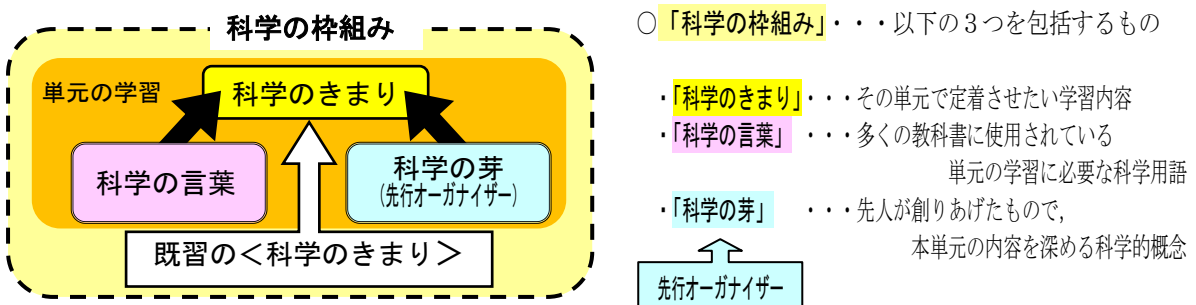 科学の枠組み
単元の学習
科学のきまり
科学の言葉
科学の芽
(先行オーガナイザー)
既習の<科学のきまり>
○「科学の枠組み」・・・以下の3つを包括するもの
・「科学のきまり」・・・その単元で定着させたい学習内容
・「科学の言葉」 ・・・多くの教科書に使用されている
単元の学習に必要な科学用語
・「科学の芽」 ・・・先人が創りあげたもので,
本単元の内容を深める科学的概念
先行オーガナイザー